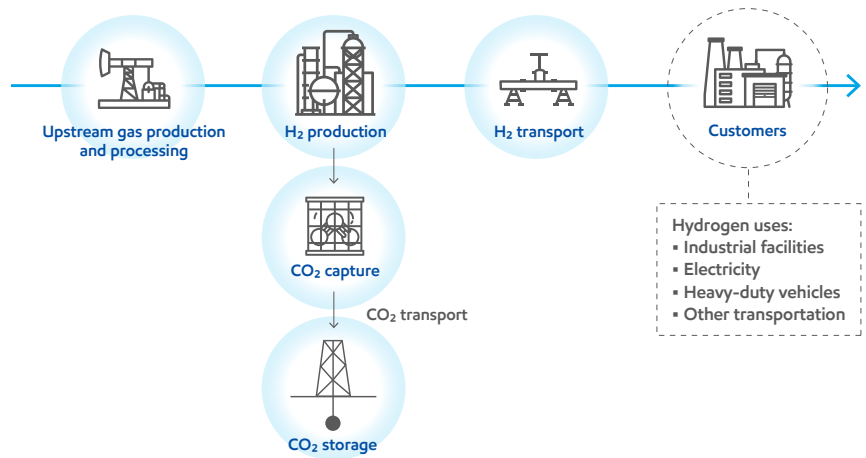 Upstream gas production
and processing
H₂ production
H₂ transport
Customers
CO₂ capture
CO₂ transport
CO₂ storage
Hydrogen uses:
▪ Industrial facilities
▪ Electricity
▪ Heavy-duty vehicles
▪ Other transportation